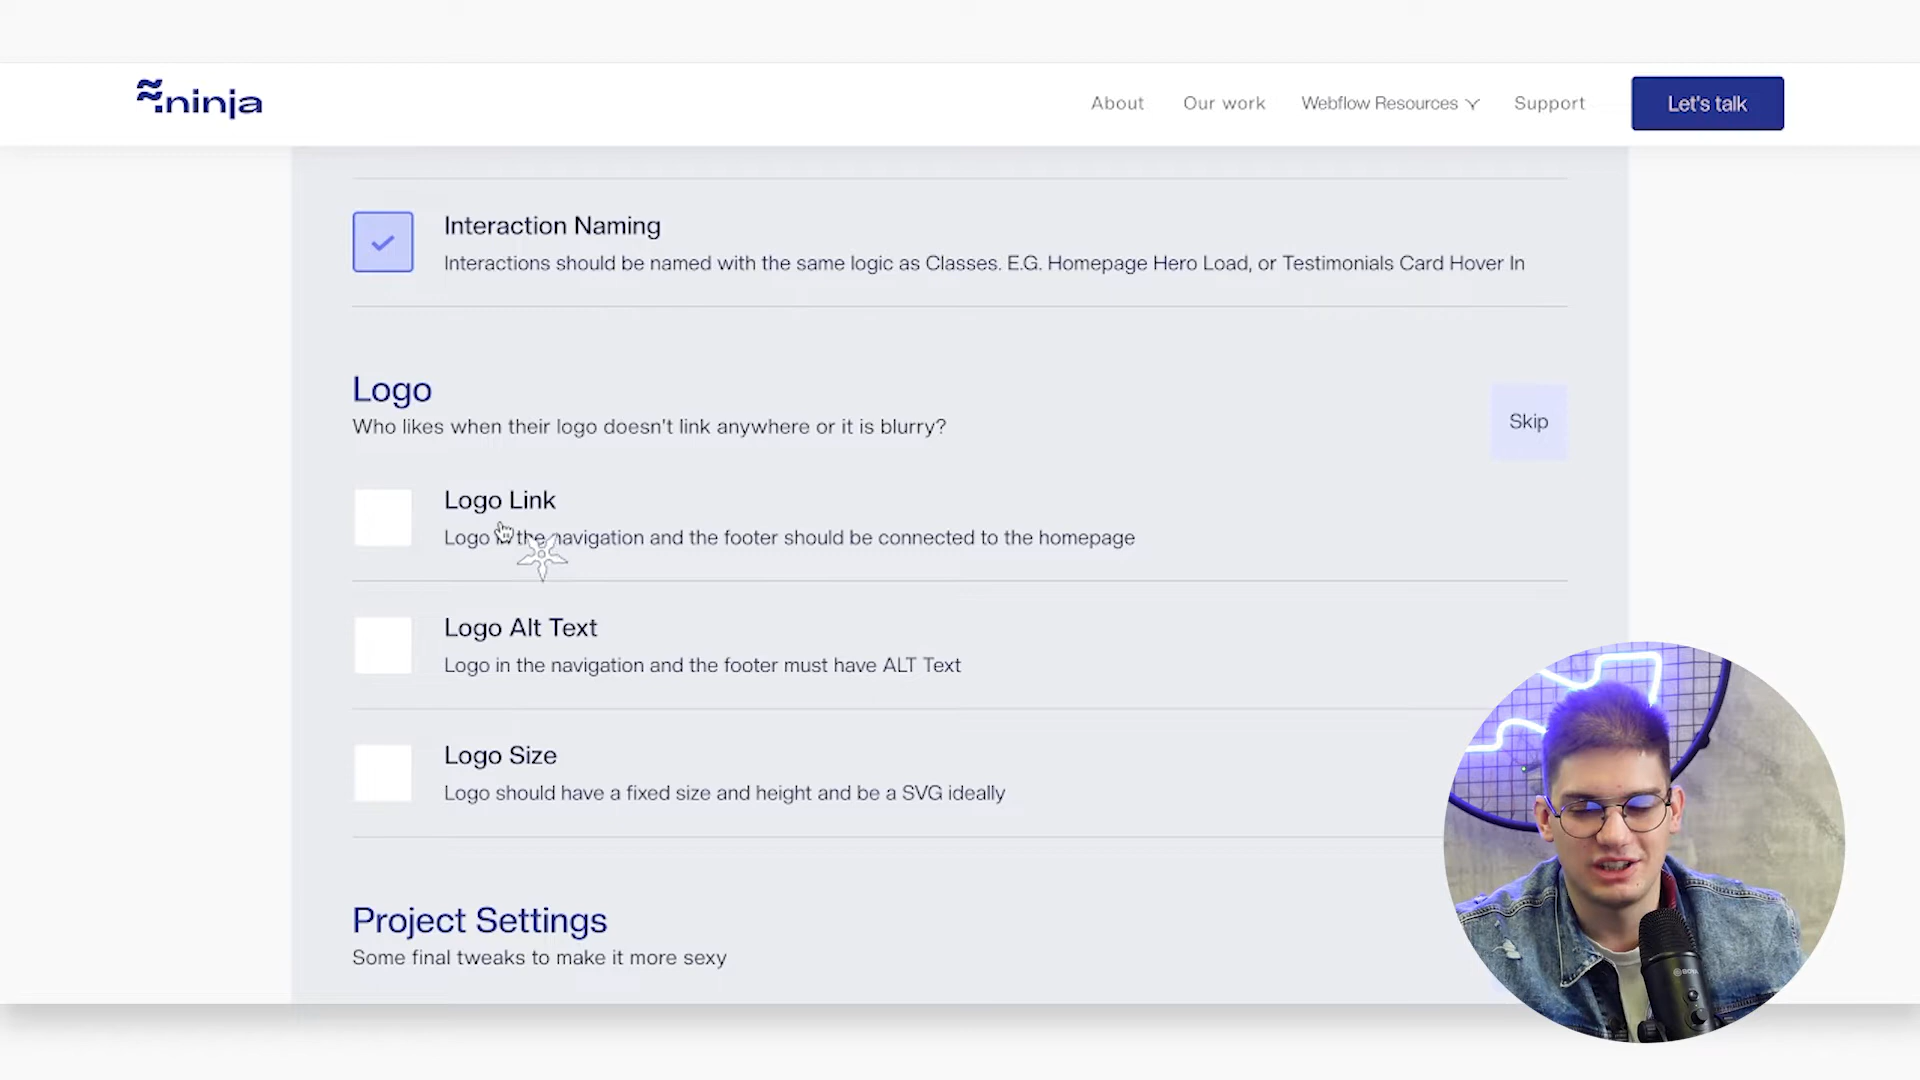 ninja
About
Our work
Webflow Resources
Support
Let's talk
Interaction Naming
Interactions should be named with the same logic as Classes. E.G. Homepage Hero Load, or Testimonials Card Hover In
Logo
Who likes when their logo doesn't link anywhere or it is blurry?
Skip
Logo Link
Logo in the navigation and the footer should be connected to the homepage
Logo Alt Text
Logo in the navigation and the footer must have ALT Text
Logo Size
Logo should have a fixed size and height and be a SVG ideally
Project Settings
Some final tweaks to make it more sexy
BOYA